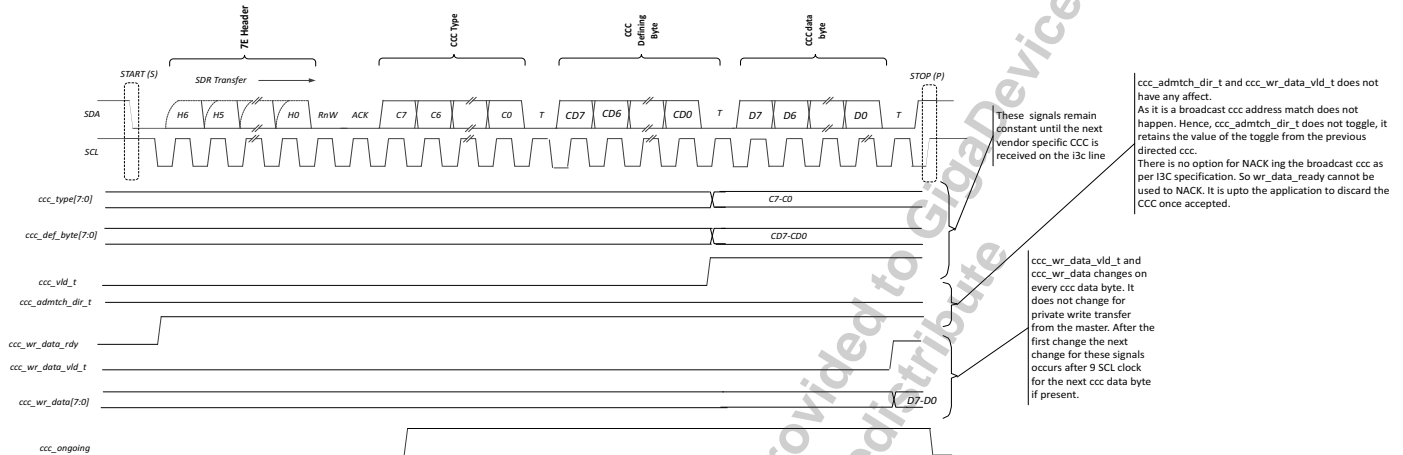 7E Header
CCC Type
CCC
Defining
Byte
CCC data
byte
START (S)
SDR Transfer
STOP (P)
SDA
H6 H5 H0 RnW ACK C7 C6 C0 T CD7 CD6 CD0 T D7 D6 D0 T
SCL
ccc_type[7:0]
C7-C0
ccc_def_byte[7:0]
CD7-CD0
ccc_vld_t
ccc_admtch_dir_t
ccc_wr_data_rdy
ccc_wr_data_vld_t
ccc_wr_data[7:0]
D7-D0
ccc_ongoing
These signals remain
constant until the next
vendor specific CCC is
received on the i3c line
ccc_admtch_dir_t and ccc_wr_data_vld_t does not
have any affect.
As it is a broadcast ccc address match does not
happen. Hence, ccc_admtch_dir_t does not toggle, it
retains the value of the toggle from the previous
directed ccc.
There is no option for NACK ing the broadcast ccc as
per I3C specification. So wr_data_ready cannot be
used to NACK. It is upto the application to discard the
CCC once accepted.
ccc_wr_data_vld_t and
ccc_wr_data changes on
every ccc data byte. It
does not change for
private write transfer
from the master. After the
first change the next
change for these signals
occurs after 9 SCL clock
for the next ccc data byte
if present.
ovided to GigaDevice
edistribute